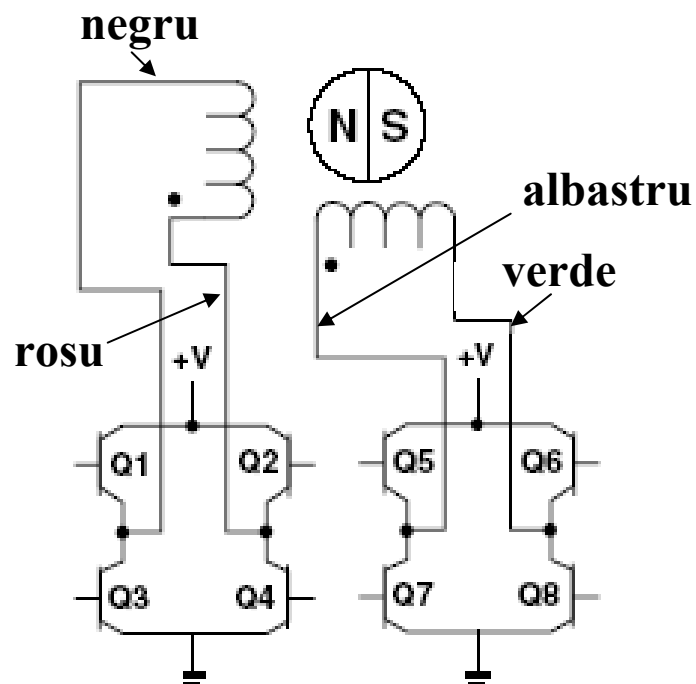 negru
N S
albastru
verde
rosu
+V
+V
Q1 Q2 Q5 Q6
Q3 Q4 Q7 Q8